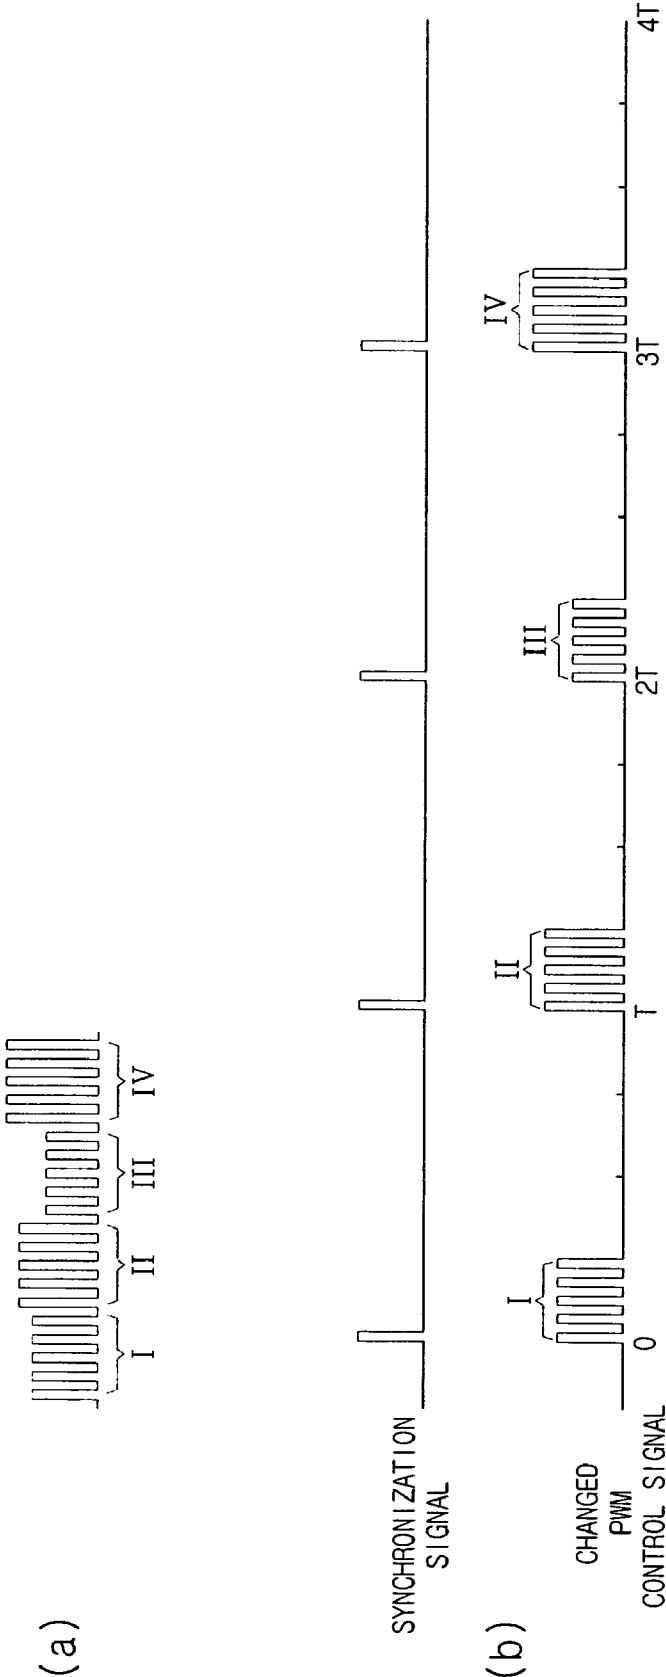 (a)
I
II
III
IV
SYNCHRONIZATION
SIGNAL
(b)
CHANGED
PWM
CONTROL SIGNAL
I
II
III
IV
0
T
2T
3T
4T